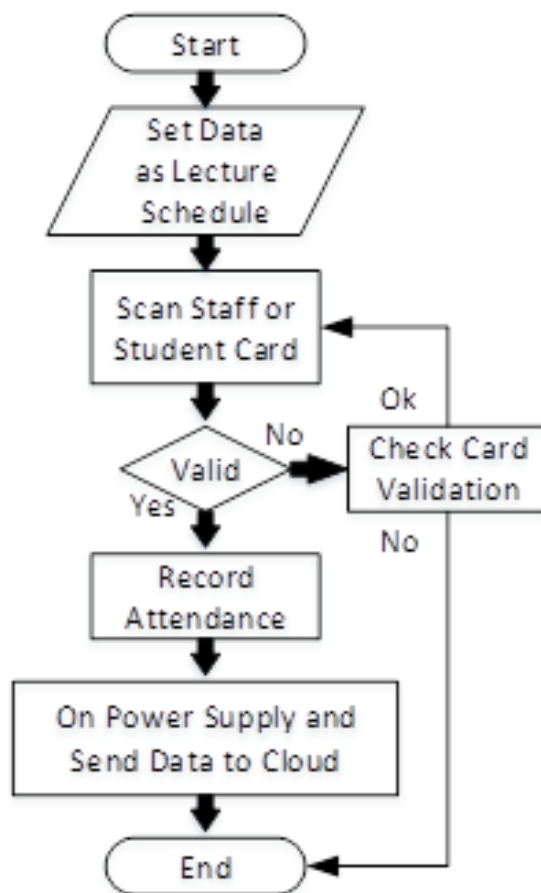 Start
Set Data
as Lecture
Schedule
Scan Staff or
Student Card
Ok
No
Valid
Check Card
Validation
Yes
No
Record
Attendance
On Power Supply and
Send Data to Cloud
End